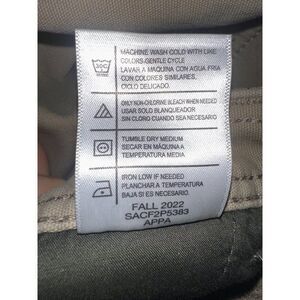 30C
MACHINE WASH COLD WITH LIKE
COLORS.GENTLE CYCLE
LAVAR A MAQUINA CON AGUA FRIA
CON COLORES SIMILARES,
CICLO DELICADO.
ONLY NON-CHLORINE BLEACH WHEN NEEDED
USAR SOLO BLANQUEADOR
SIN CLORO CUANDO SEA NECESARIO
TUMBLE DRY MEDIUM
SECAR EN MÁQUINA A
TEMPERATURA MEDIA
IRON LOW IF NEEDED
PLANCHAR A TEMPERATURA
BAJA SI ES NECESARIO.
FALL 2022
SACF2P5383
APPA